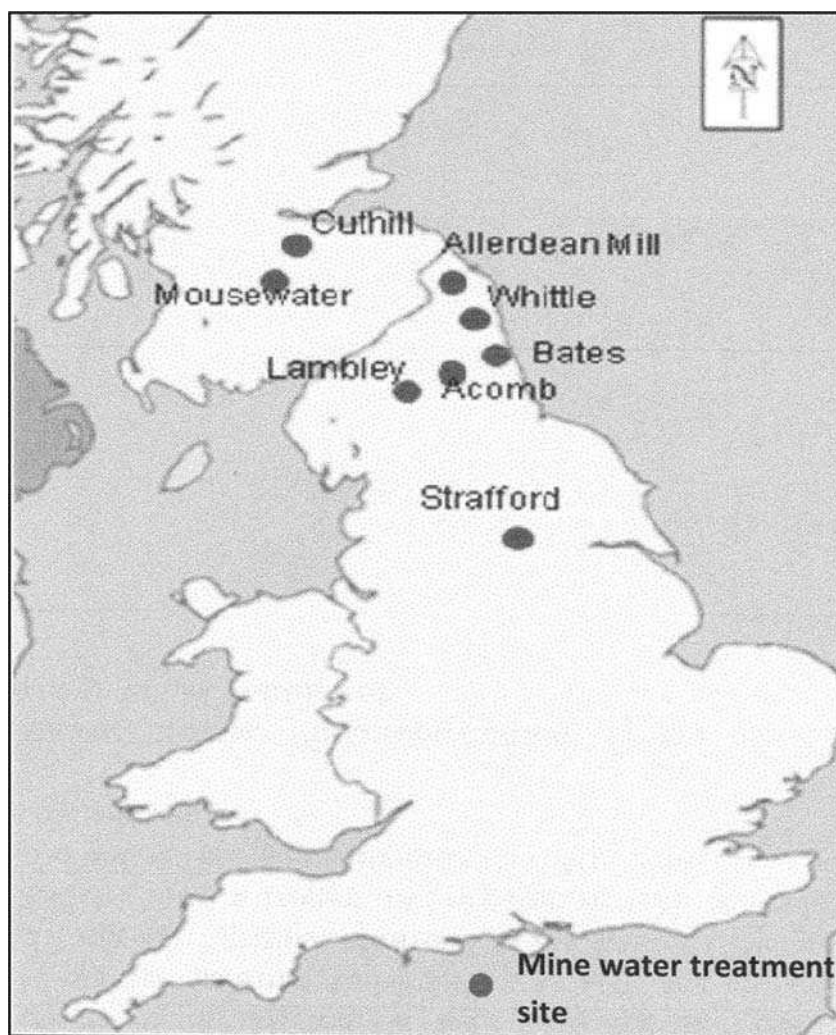 N
Cuthill
Allerdean Mill
Mousewater
Whittle
Bates
Lambley
Acomb
Strafford
Mine water treatment
site